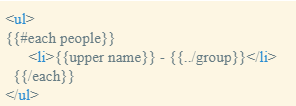 <ul>
{{#each people}}
<li>{{upper name}} - {{../group}}</li>
{{/each}}
</ul>